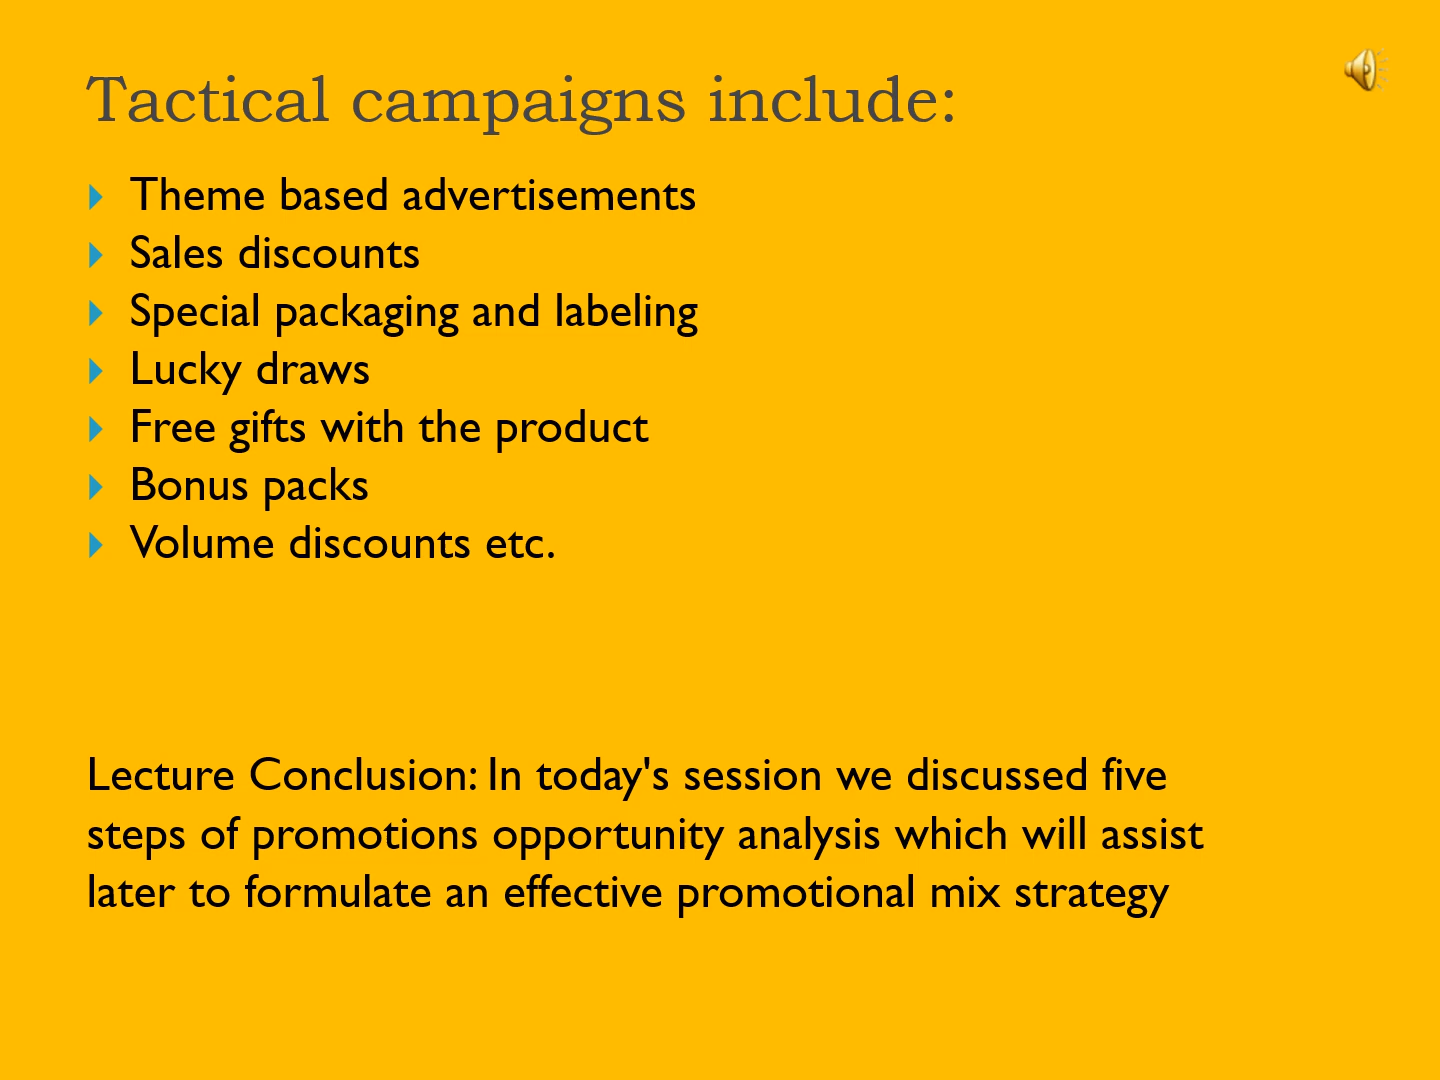 Tactical campaigns include:
Theme based advertisements
Sales discounts
Special packaging and labeling
Lucky draws
Free gifts with the product
Bonus packs
Volume discounts etc.
Lecture Conclusion: In today's session we discussed five
steps of promotions opportunity analysis which will assist
later to formulate an effective promotional mix strategy